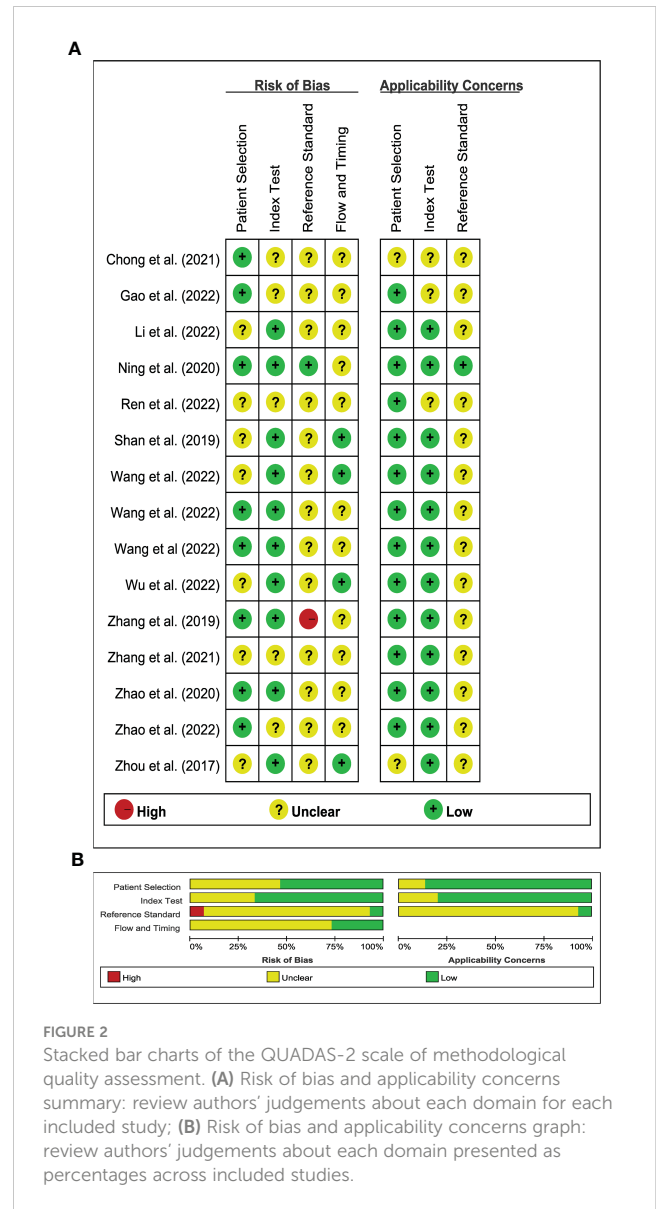 A
Risk of Bias
Applicability Concerns
Patient Selection
Index Test
Reference Standard
Flow and Timing
Patient Selection
Index Test
Reference Standard
Chong et al. (2021) + ? ? ? ? ? ?
Gao et al. (2022) + ? ? ? + ? ?
Li et al. (2022) ? + ? ? + + ?
Ning et al. (2020) + + + ? + + +
Ren et al. (2022) ? ? ? ? + ? ?
Shan et al. (2019) ? + ? + + + ?
Wang et al. (2022) ? + ? + + + ?
Wang et al. (2022) + + ? ? + + ?
Wang et al (2022) + + ? ? + + ?
Wu et al. (2022) ? + ? + + + ?
Zhang et al. (2019) + + - ? + + ?
Zhang et al. (2021) ? ? ? ? + + ?
Zhao et al. (2020) + + ? ? + + ?
Zhao et al. (2022) + ? ? ? + + ?
Zhou et al. (2017) ? + ? + ? + ?
- High ? Unclear + Low
B
Patient Selection
Index Test
Reference Standard
Flow and Timing
0% 25% 50% 75% 100% 0% 25% 50% 75% 100%
Risk of Bias Applicability Concerns
High Unclear Low
FIGURE 2
Stacked bar charts of the QUADAS-2 scale of methodological
quality assessment. (A) Risk of bias and applicability concerns
summary: review authors’ judgements about each domain for each
included study; (B) Risk of bias and applicability concerns graph:
review authors’ judgements about each domain presented as
percentages across included studies.